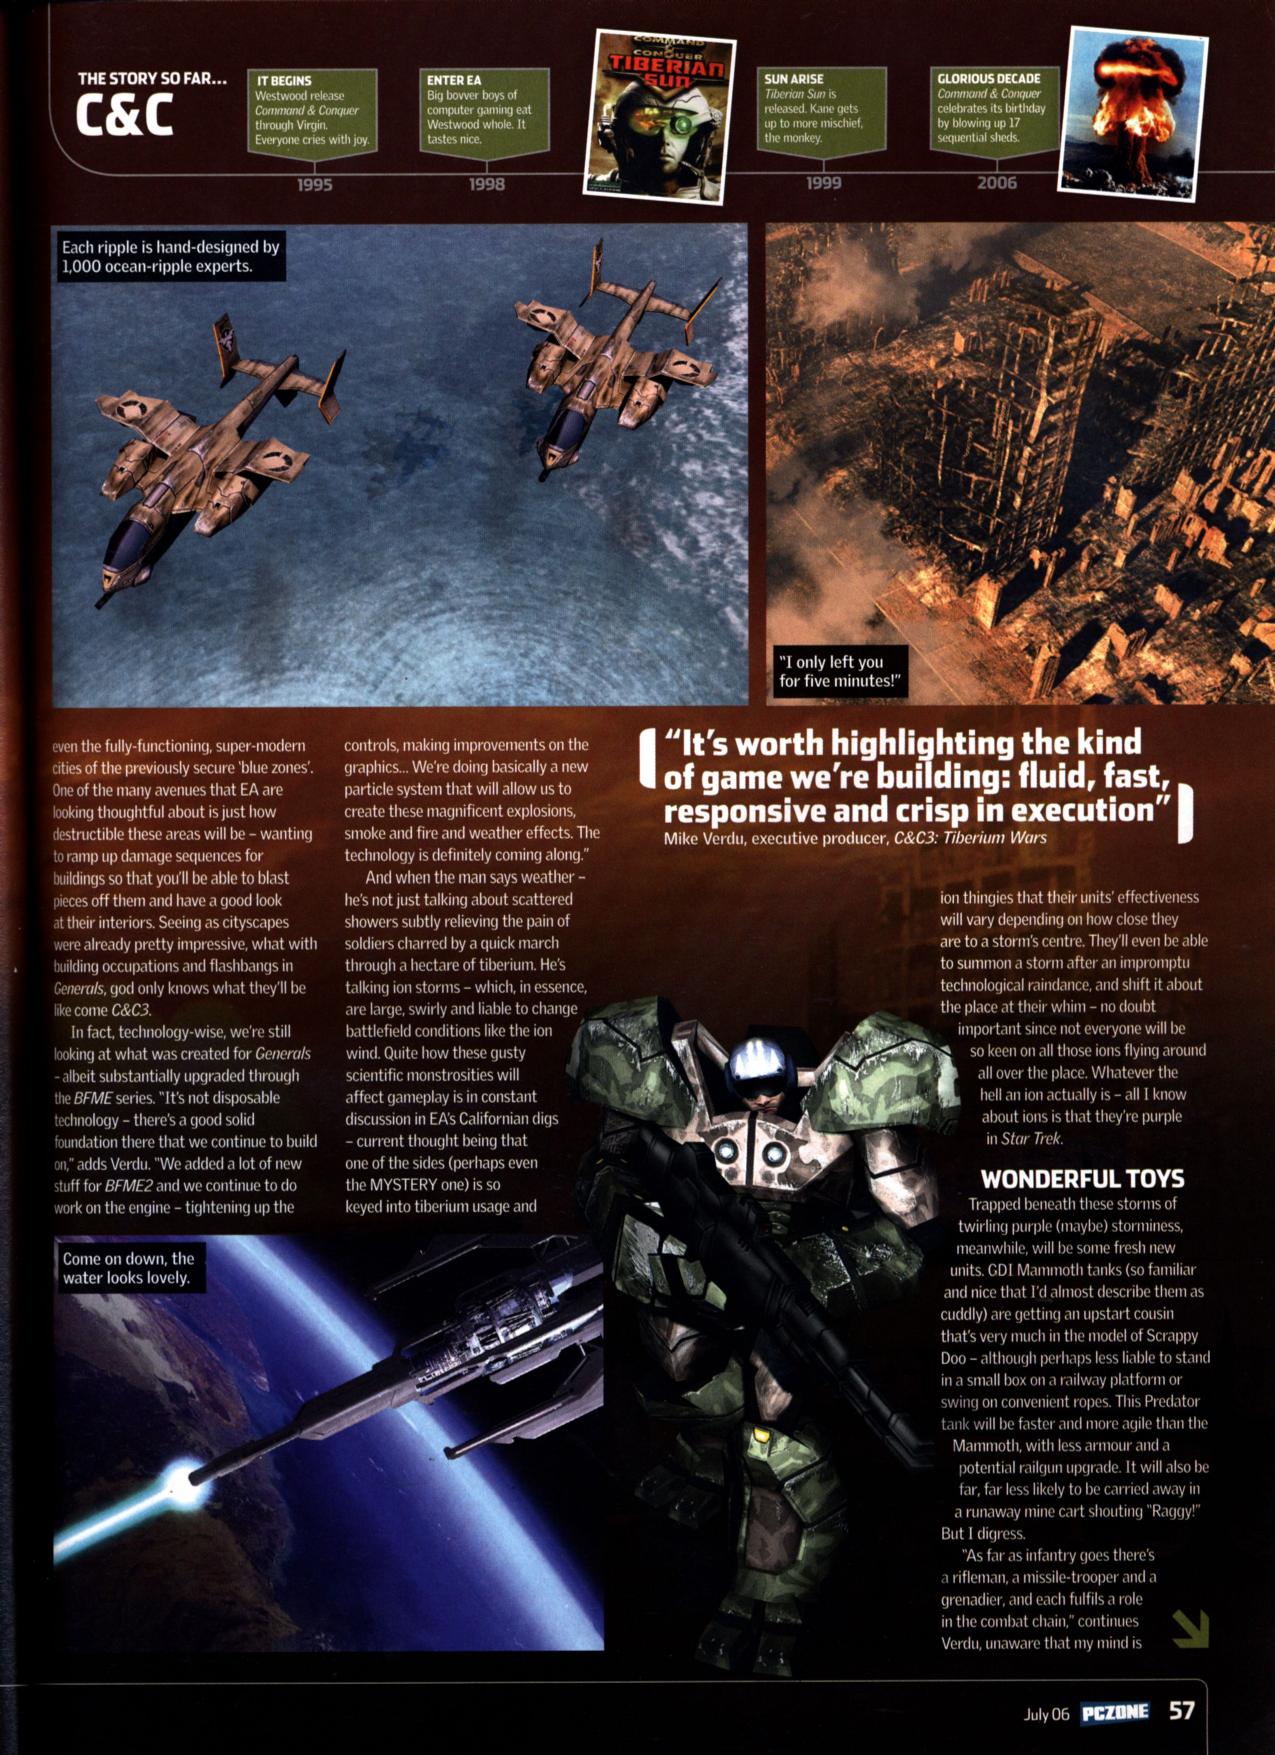 THE STORY SO FAR...
C&C
IT BEGINS
Westwood release
Command & Conquer
through Virgin.
Everyone cries with joy.
1995
ENTER EA
Big bovver boys of
computer gaming eat
Westwood whole. It
tastes nice.
1998
COMMAND
&
CONQUER
TIBERIAN
SUN
SUN ARISE
Tiberian Sun is
released. Kane gets
up to more mischief,
the monkey.
1999
GLORIOUS DECADE
Command & Conquer
celebrates its birthday
by blowing up 17
sequential sheds.
2006
Each ripple is hand-designed by
1,000 ocean-ripple experts.
"I only left you
for five minutes!"
even the fully-functioning, super-modern
cities of the previously secure 'blue zones'.
One of the many avenues that EA are
looking thoughtful about is just how
destructible these areas will be – wanting
to ramp up damage sequences for
buildings so that you'll be able to blast
pieces off them and have a good look
at their interiors. Seeing as cityscapes
were already pretty impressive, what with
building occupations and flashbangs in
Generals, god only knows what they'll be
like come C&C3.
In fact, technology-wise, we're still
looking at what was created for Generals
– albeit substantially upgraded through
the BFME series. "It's not disposable
technology – there's a good solid
foundation there that we continue to build
on," adds Verdu. "We added a lot of new
stuff for BFME2 and we continue to do
work on the engine – tightening up the
controls, making improvements on the
graphics... We're doing basically a new
particle system that will allow us to
create these magnificent explosions,
smoke and fire and weather effects. The
technology is definitely coming along."
And when the man says weather –
he's not just talking about scattered
showers subtly relieving the pain of
soldiers charred by a quick march
through a hectare of tiberium. He's
talking ion storms – which, in essence,
are large, swirly and liable to change
battlefield conditions like the ion
wind. Quite how these gusty
scientific monstrosities will
affect gameplay is in constant
discussion in EA's Californian digs
– current thought being that
one of the sides (perhaps even
the MYSTERY one) is so
keyed into tiberium usage and
"It's worth highlighting the kind
of game we're building: fluid, fast,
responsive and crisp in execution"
Mike Verdu, executive producer, C&C3: Tiberium Wars
ion thingies that their units' effectiveness
will vary depending on how close they
are to a storm's centre. They'll even be able
to summon a storm after an impromptu
technological raindance, and shift it about
the place at their whim – no doubt
important since not everyone will be
so keen on all those ions flying around
all over the place. Whatever the
hell an ion actually is – all I know
about ions is that they're purple
in Star Trek.
WONDERFUL TOYS
Trapped beneath these storms of
twirling purple (maybe) storminess,
meanwhile, will be some fresh new
units. GDI Mammoth tanks (so familiar
and nice that I'd almost describe them as
cuddly) are getting an upstart cousin
that's very much in the model of Scrappy
Doo – although perhaps less liable to stand
in a small box on a railway platform or
swing on convenient ropes. This Predator
tank will be faster and more agile than the
Mammoth, with less armour and a
potential railgun upgrade. It will also be
far, far less likely to be carried away in
a runaway mine cart shouting "Raggy!"
But I digress.
"As far as infantry goes there's
a rifleman, a missile-trooper and a
grenadier, and each fulfils a role
in the combat chain," continues
Verdu, unaware that my mind is
Come on down, the
water looks lovely.
July 06 PCZONE 57